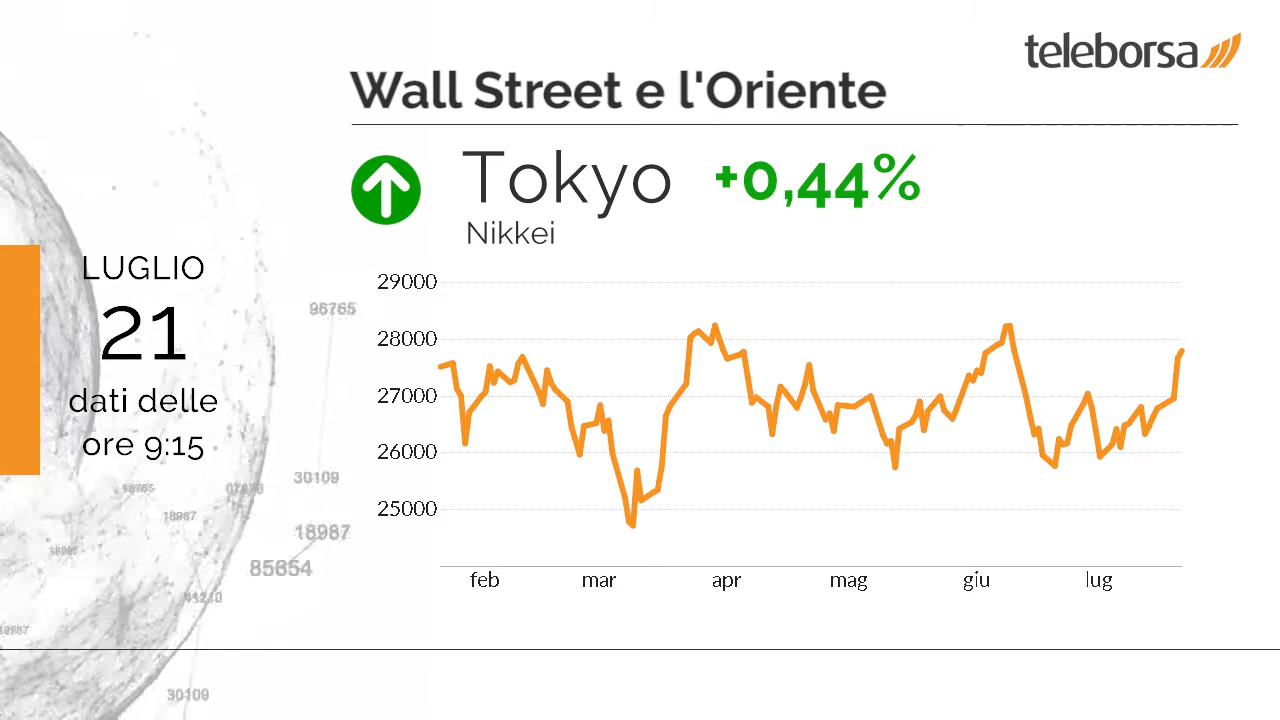 teleborsa
Wall Street e l'Oriente
Tokyo +0,44%
Nikkei
LUGLIO
21
dati delle
ore 9:15
29000
28000
27000
26000
25000
feb mar apr mag giu lug
96765
30109
18987
85654
18987
30109